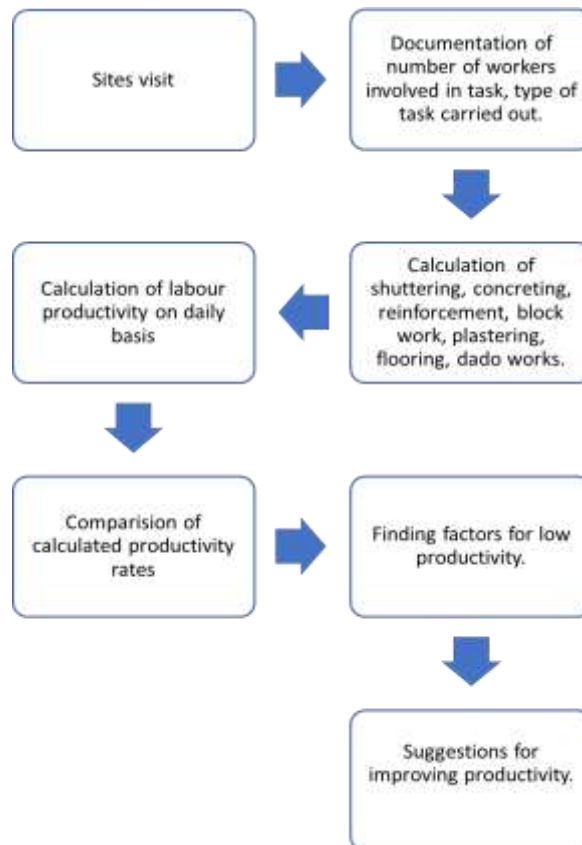 Sites visit
Documentation of
number of workers
involved in task, type of
task carried out.
Calculation of
shuttering, concreting,
reinforcement, block
work, plastering,
flooring, dado works.
Calculation of labour
productivity on daily
basis
Comparision of
calculated productivity
rates
Finding factors for low
productivity.
Suggestions for
improving productivity.